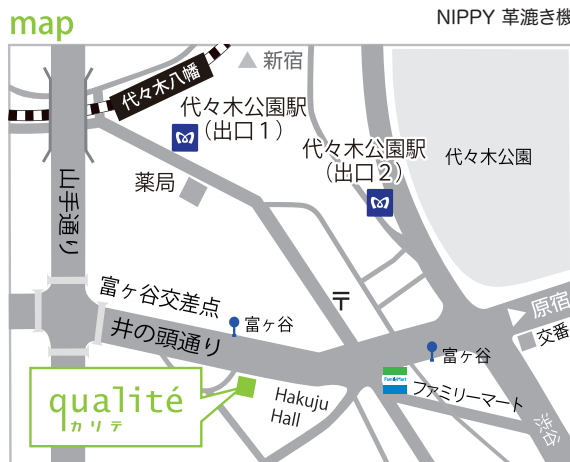 map
NIPPY 革漉き機
代々木八幡
新宿
代々木公園駅
（出口１）
代々木公園駅
（出口２）
代々木公園
薬局
山手通り
〒
富ヶ谷交差点
富ヶ谷
井の頭通り
原宿
交番
富ヶ谷
FamilyMart
ファミリーマート
qualité
カリテ
Hakuju
Hall
渋谷